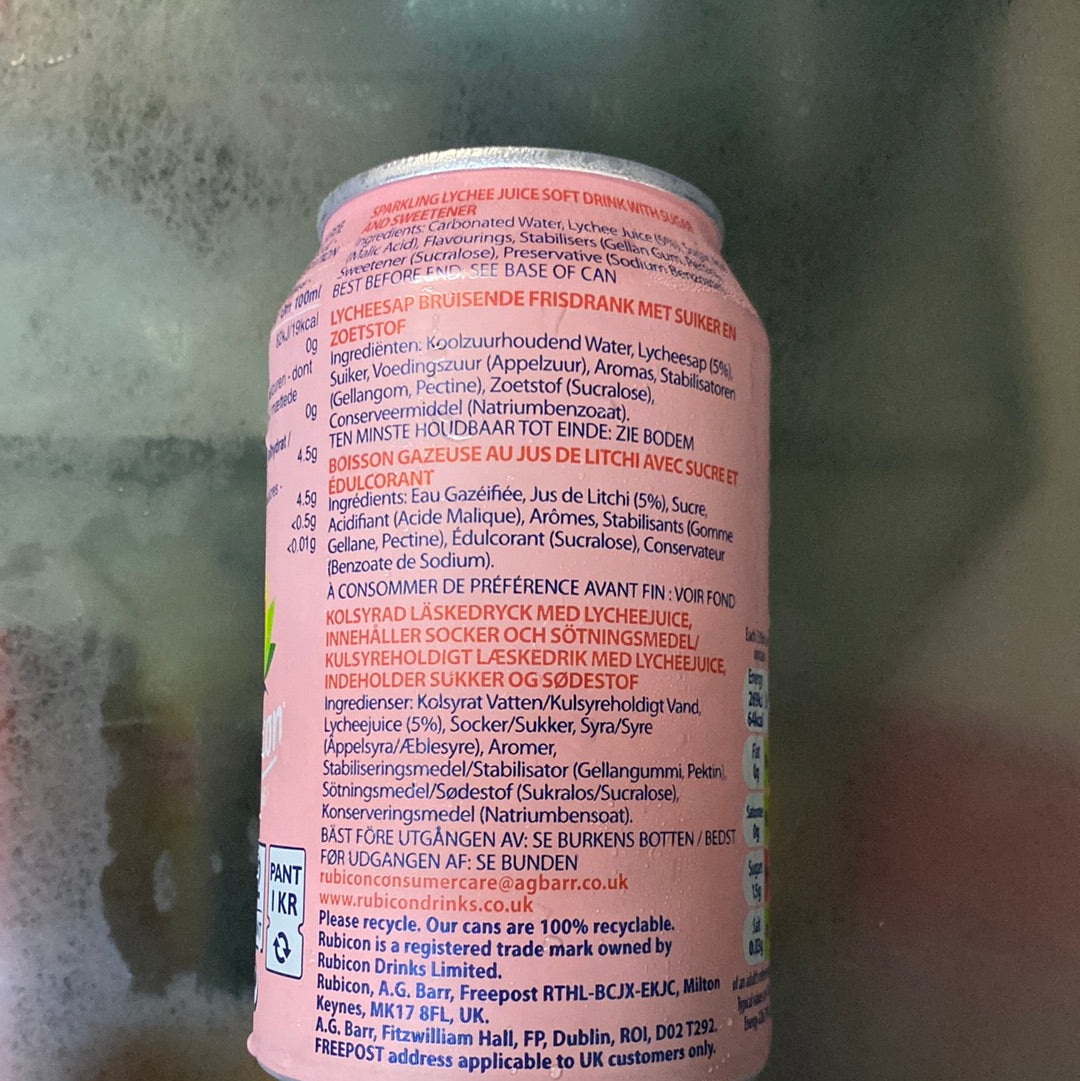 SPARKLING LYCHEE JUICE SOFT DRINK WITH SUGAR
AND SWEETENER
Ingredients: Carbonated Water, Lychee Juice (5%),
(Malic Acid), Flavourings, Stabilisers (Gellan Gum,
Sweetener (Sucralose), Preservative (Sodium
BEST BEFORE END: SEE BASE OF CAN
LYCHEESAP BRUISENDE FRISDRANK MET SUIKER EN
ZOETSTOF
Ingrediënten: Koolzuurhoudend Water, Lycheesap (5%),
Suiker, Voedingszuur (Appelzuur), Aromas, Stabilisatoren
(Gellangom, Pectine), Zoetstof (Sucralose),
Conserveermiddel (Natriumbenzoaat).
TEN MINSTE HOUDBAAR TOT EINDE: ZIE BODEM
BOISSON GAZEUSE AU JUS DE LITCHI AVEC SUCRE ET
ÉDULCORANT
Ingrédients: Eau Gazéifiée, Jus de Litchi (5%), Sucre,
Acidifiant (Acide Malique), Arômes, Stabilisants (Gomme
Gellane, Pectine), Édulcorant (Sucralose), Conservateur
(Benzoate de Sodium).
À CONSOMMER DE PRÉFÉRENCE AVANT FIN : VOIR FOND
KOLSYRAD LÄSKEDRYCK MED LYCHEEJUICE,
INNEHÅLLER SOCKER OCH SÖTNINGSMEDEL/
KULSYREHOLDIGT LÆSKEDRIK MED LYCHEEJUICE,
INDEHOLDER SUKKER OG SØDESTOF
Ingredienser: Kolsyrat Vatten/Kulsyreholdigt Vand,
Lycheejuice (5%), Socker/Sukker, Syra/Syre
(Äppelsyra/Æblesyre), Aromer,
Stabiliseringsmedel/Stabilisator (Gellangummi, Pektin),
Sötningsmedel/Sødestof (Sukralos/Sucralose),
Konserveringsmedel (Natriumbensoat).
BÄST FÖRE UTGÅNGEN AV: SE BURKENS BOTTEN / BEDST
FØR UDGANGEN AF: SE BUNDEN
rubiconconsumercare@agbarr.co.uk
www.rubicondrinks.co.uk
Please recycle. Our cans are 100% recyclable.
Rubicon is a registered trade mark owned by
Rubicon Drinks Limited.
Rubicon, A.G. Barr, Freepost RTHL-BCJX-EKJC, Milton
Keynes, MK17 8FL, UK.
A.G. Barr, Fitzwilliam Hall, FP, Dublin, ROI, D02 T292.
FREEPOST address applicable to UK customers only.
100ml
0g
dont
0g
4.5g
4.5g
<0.5g
<0.01g
PANT
1 KR
Energy
64kcal
Fat
0g
0g
Sugar
15g
Salt